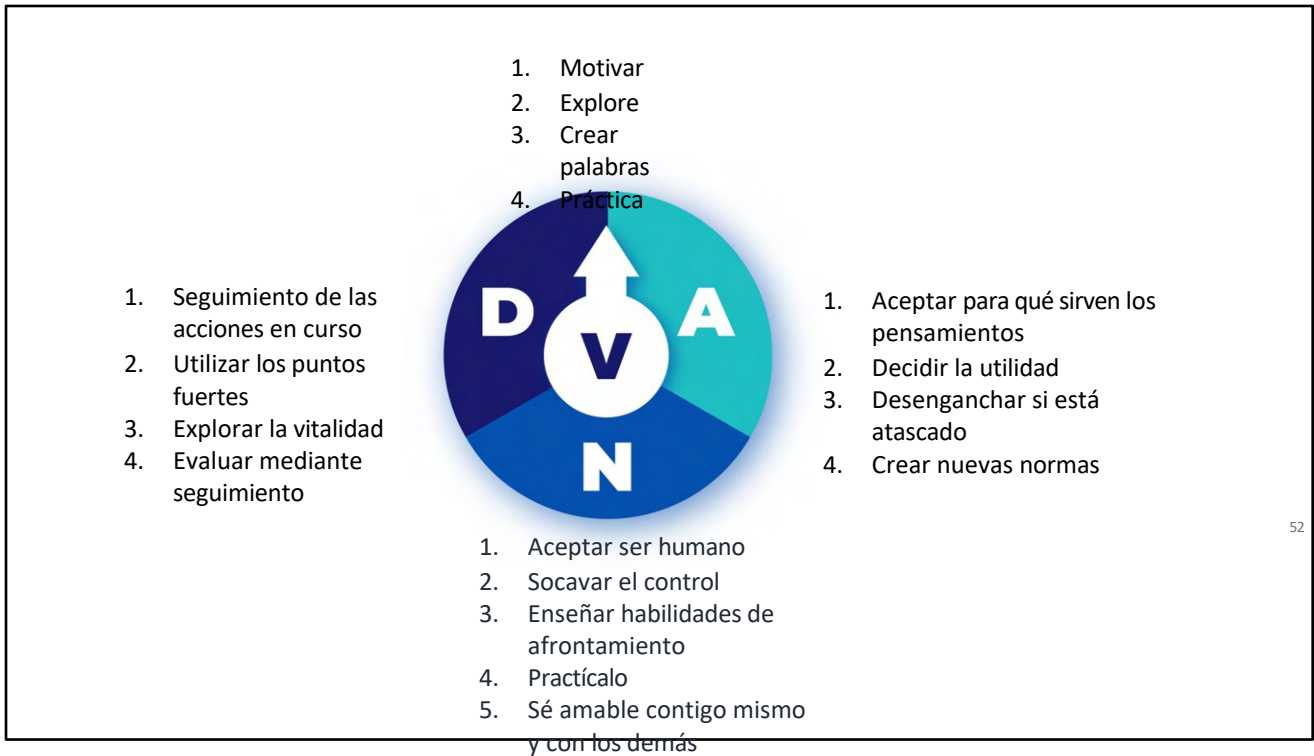 1. Motivar
2. Explore
3. Crear
palabras
4. Práctica
D
A
V
N
1. Seguimiento de las
acciones en curso
2. Utilizar los puntos
fuertes
3. Explorar la vitalidad
4. Evaluar mediante
seguimiento
1. Aceptar para qué sirven los
pensamientos
2. Decidir la utilidad
3. Desenganchar si está
atascado
4. Crear nuevas normas
52
1. Aceptar ser humano
2. Socavar el control
3. Enseñar habilidades de
afrontamiento
4. Practícalo
5. Sé amable contigo mismo
y con los demás